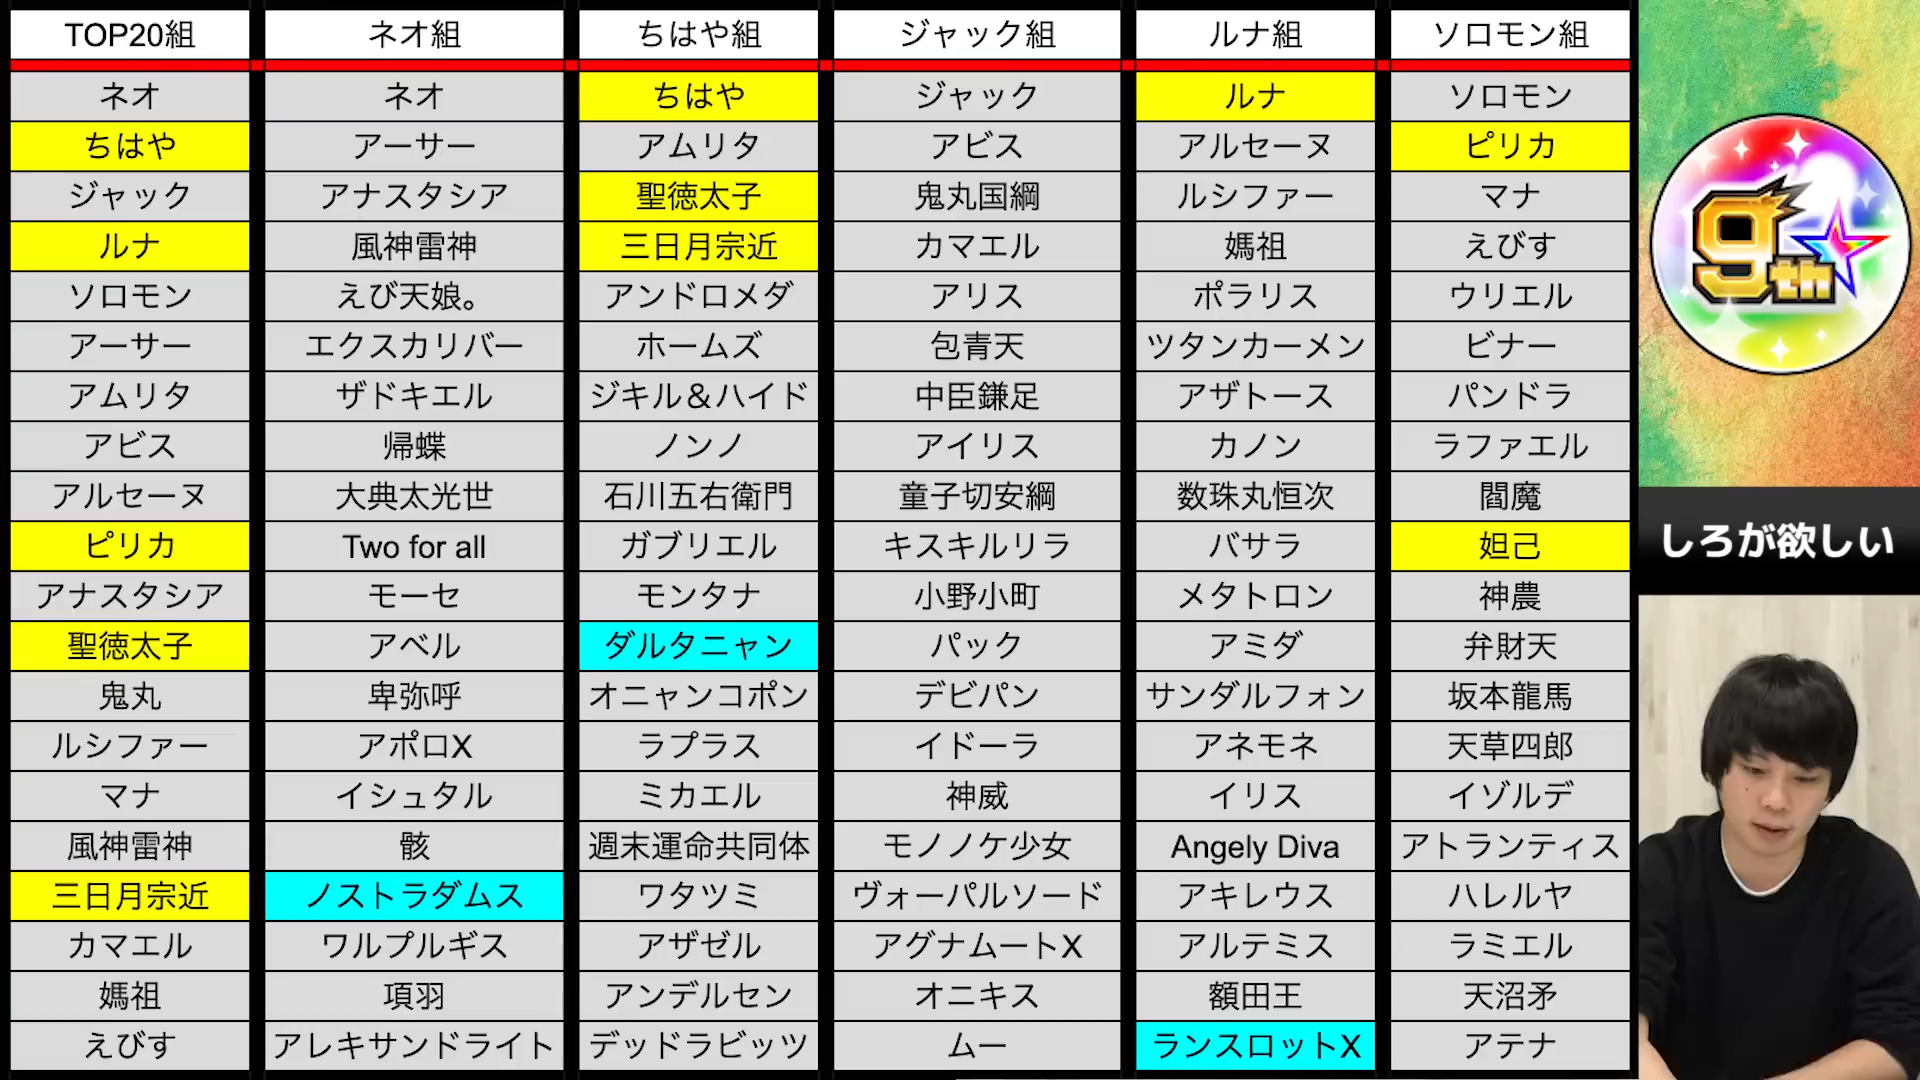 TOP20組 ネオ組 ちはや組 ジャック組 ルナ組 ソロモン組
ネオ ネオ ちはや ジャック ルナ ソロモン
ちはや アーサー アムリタ アビス アルセーヌ ピリカ
ジャック アナスタシア 聖徳太子 鬼丸国綱 ルシファー マナ
ルナ 風神雷神 三日月宗近 カマエル 媽祖 えびす
ソロモン えび天娘。 アンドロメダ アリス ポラリス ウリエル
アーサー エクスカリバー ホームズ 包青天 ツタンカーメン ビナー
アムリタ ザドキエル ジキル＆ハイド 中臣鎌足 アザトース パンドラ
アビス 帰蝶 ノンノ アイリス カノン ラファエル
アルセーヌ 大典太光世 石川五右衛門 童子切安綱 数珠丸恒次 閻魔
ピリカ Two for all ガブリエル キスキルリラ バサラ 妲己
アナスタシア モーセ モンタナ 小野小町 メタトロン 神農
聖徳太子 アベル ダルタニャン パック アミダ 弁財天
鬼丸 卑弥呼 オニャンコポン デビパン サンダルフォン 坂本龍馬
ルシファー アポロX ラプラス イドーラ アネモネ 天草四郎
マナ イシュタル ミカエル 神威 イリス イゾルデ
風神雷神 骸 週末運命共同体 モノノケ少女 Angely Diva アトランティス
三日月宗近 ノストラダムス ワタツミ ヴォーパルソード アキレウス ハレルヤ
カマエル ワルプルギス アザゼル アグナムートX アルテミス ラミエル
媽祖 項羽 アンデルセン オニキス 額田王 天沼矛
えびす アレキサンドライト デッドラビッツ ムー ランスロットX アテナ
9th
しろが欲しい